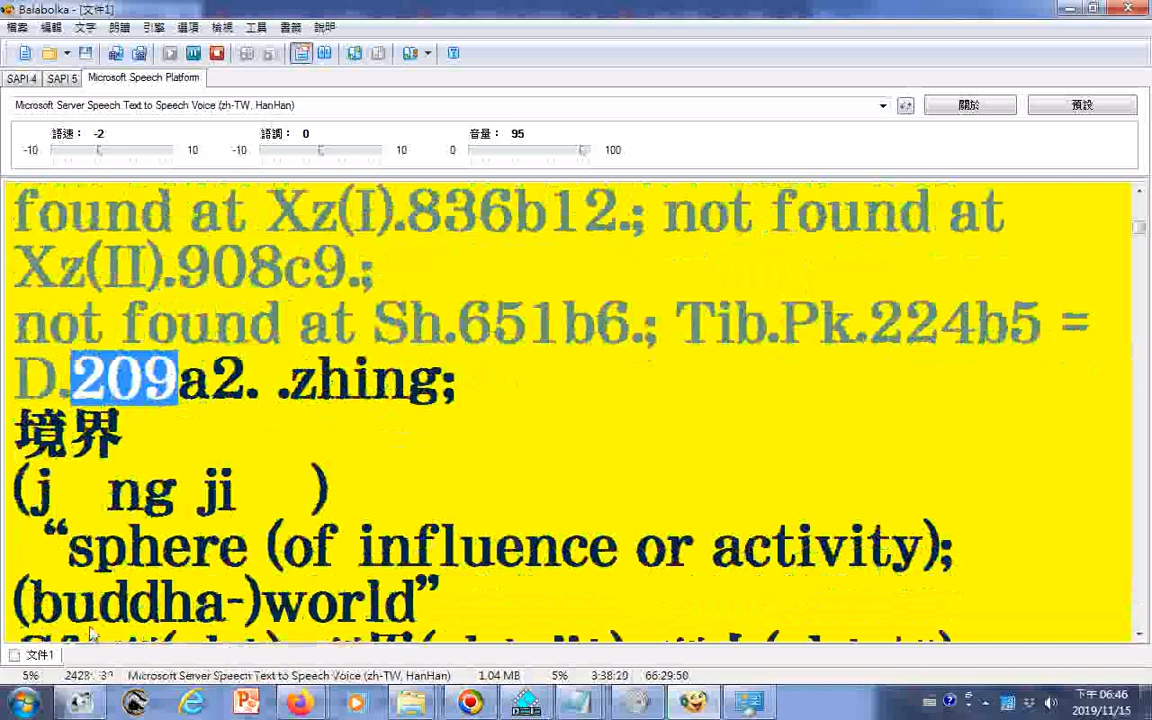 Balabolka - [文件1]
檔案 編輯 文字 朗讀 引擎 選項 檢視 工具 書籤 說明
SAPI 4 SAPI 5 Microsoft Speech Platform
Microsoft Server Speech Text to Speech Voice (zh-TW, HanHan) 關於 預設
語速： -2 語調： 0 音量： 95
-10 10 -10 10 0 100
found at Xz(I).836b12.; not found at
Xz(II).908c9.;
not found at Sh.651b6.; Tib.Pk.224b5 =
D.209a2. .zhing;
境界
(j ng ji )
“sphere (of influence or activity);
(buddha-)world”
文件1
5% Microsoft Server Speech Text to Speech Voice (zh-TW, HanHan) 1.04 MB 5% 3:38:20 66:29:50
下午 06:46
2019/11/15